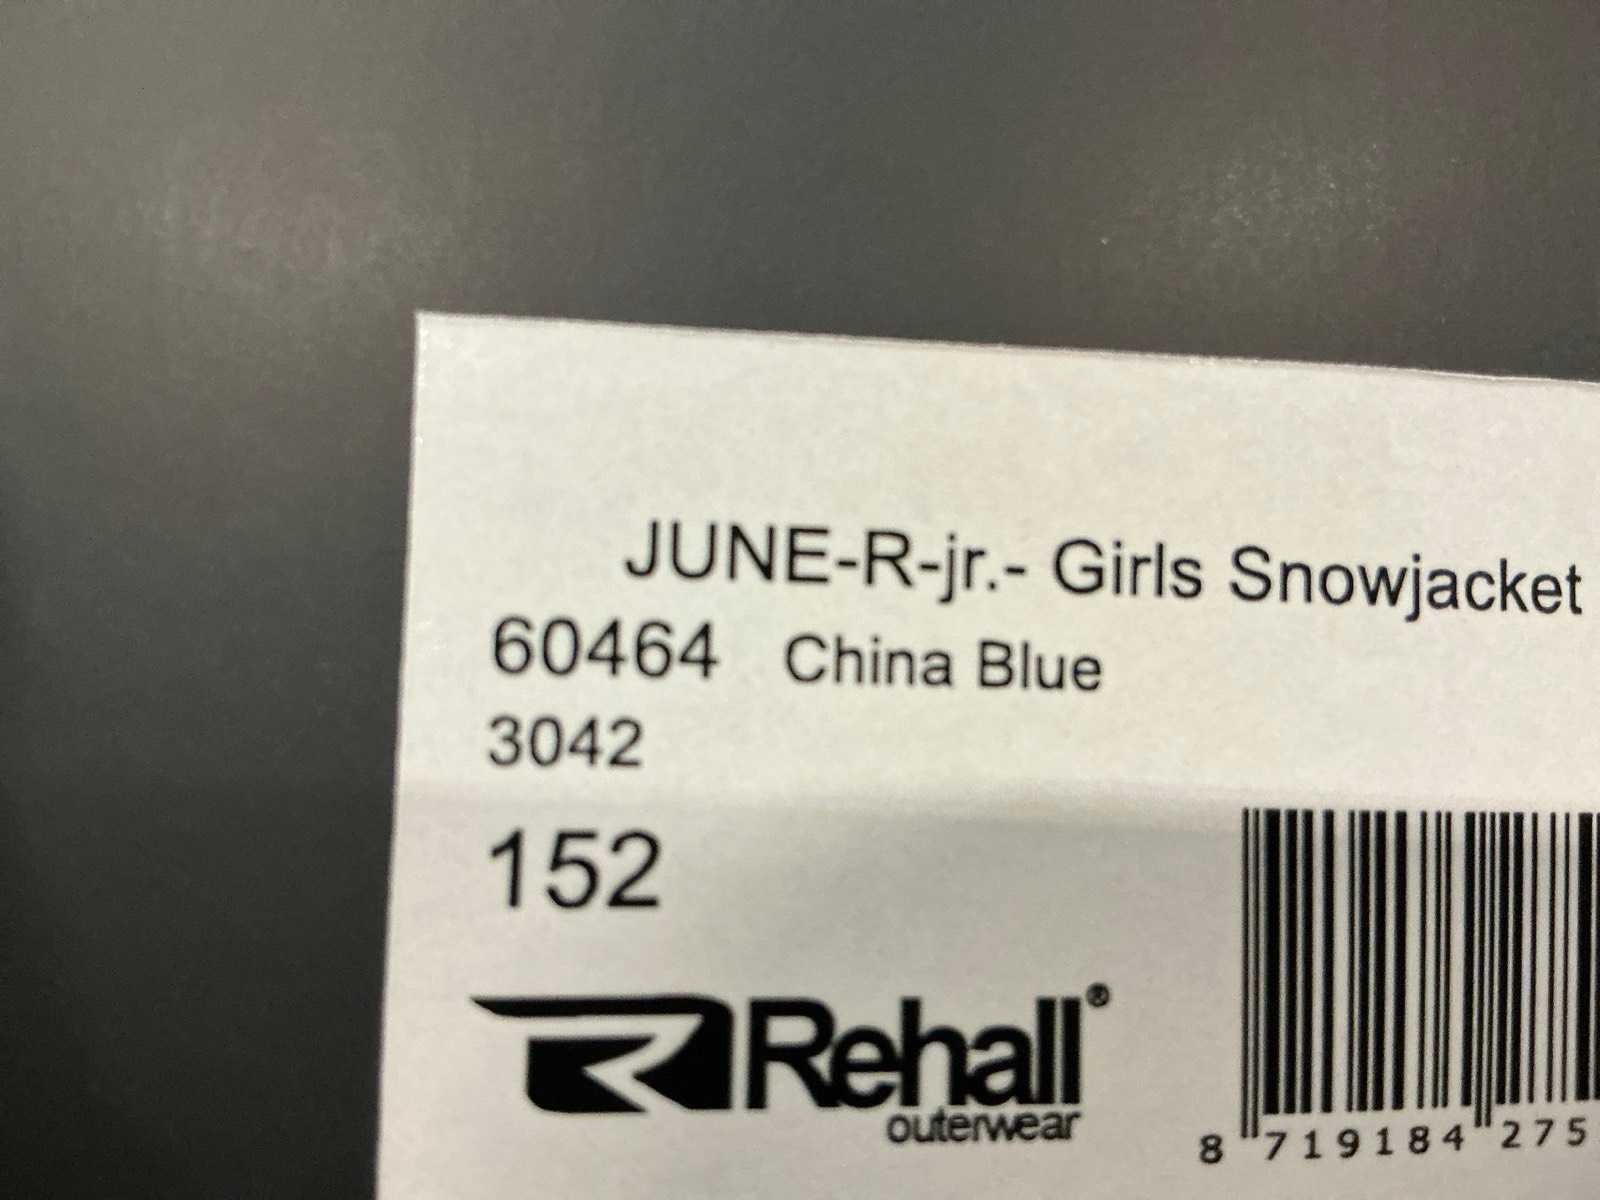 JUNE-R-jr.- Girls Snowjacket
60464 China Blue
3042
152
Rehall®
outerwear
8 719184 275